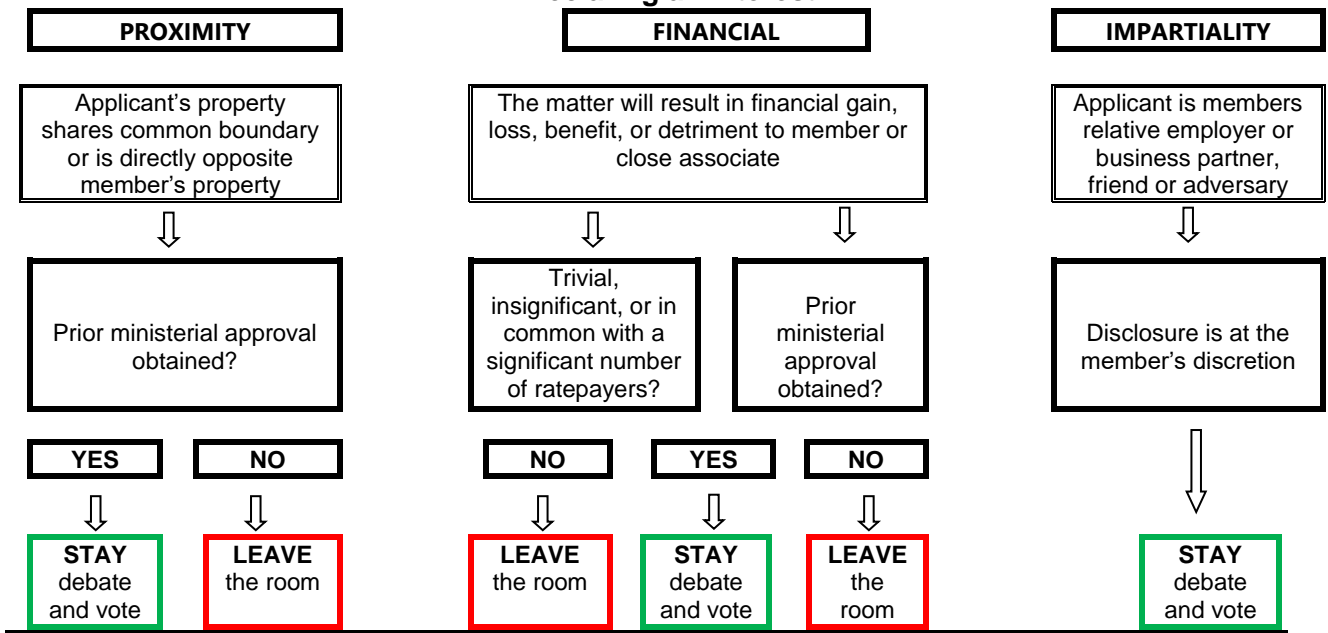 PROXIMITY
FINANCIAL
IMPARTIALITY
Applicant's property
shares common boundary
or is directly opposite
member's property
The matter will result in financial gain,
loss, benefit, or detriment to member or
close associate
Applicant is members
relative employer or
business partner,
friend or adversary
Prior ministerial approval
obtained?
Trivial,
insignificant, or in
common with a
significant number
of ratepayers?
Prior
ministerial
approval
obtained?
Disclosure is at the
member's discretion
YES
NO
NO
YES
NO
STAY
debate
and vote
LEAVE
the room
LEAVE
the room
STAY
debate
and vote
LEAVE
the
room
STAY
debate
and vote